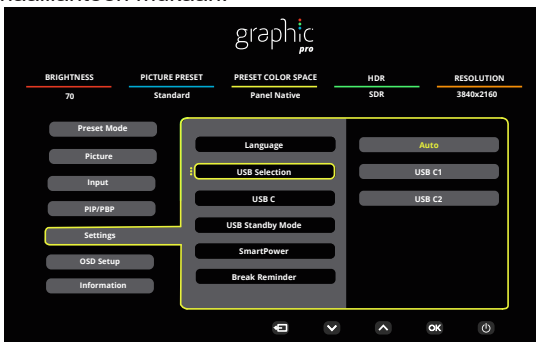 graphic
pro
BRIGHTNESS PICTURE PRESET PRESET COLOR SPACE HDR RESOLUTION
70 Standard Panel Native SDR 3840x2160
Preset Mode
Picture
Input
PIP/PBP
Settings
OSD Setup
Information
Language
USB Selection
USB C
USB Standby Mode
SmartPower
Break Reminder
Auto
USB C1
USB C2
OK